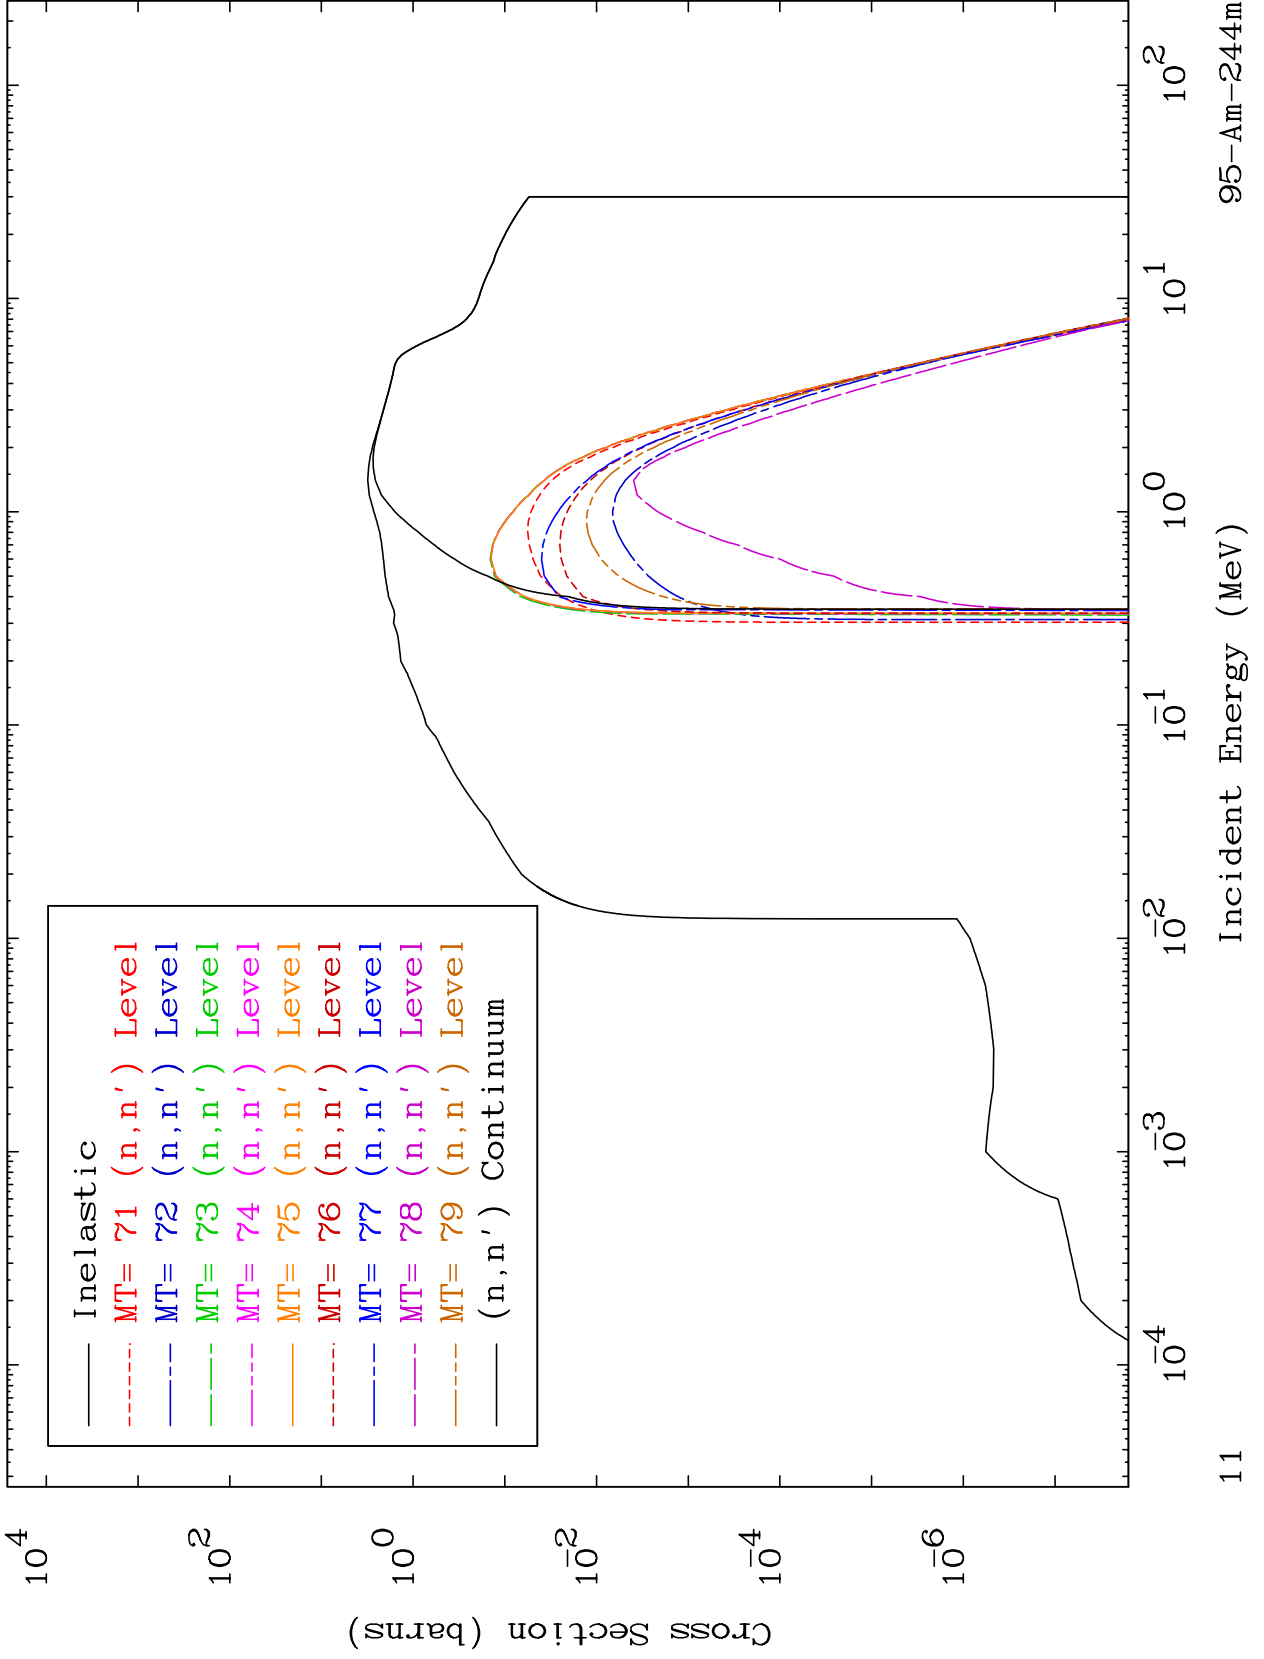 Inelastic
MT= 71 (n,n') Level
MT= 72 (n,n') Level
MT= 73 (n,n') Level
MT= 74 (n,n') Level
MT= 75 (n,n') Level
MT= 76 (n,n') Level
MT= 77 (n,n') Level
MT= 78 (n,n') Level
MT= 79 (n,n') Level
(n,n') Continuum
Cross Section (barns)
10^4
10^2
10^0
10^-2
10^-4
10^-6
10^-4
10^-3
10^-2
10^-1
10^0
10^1
10^2
11
Incident Energy (MeV)
95-Am-244m